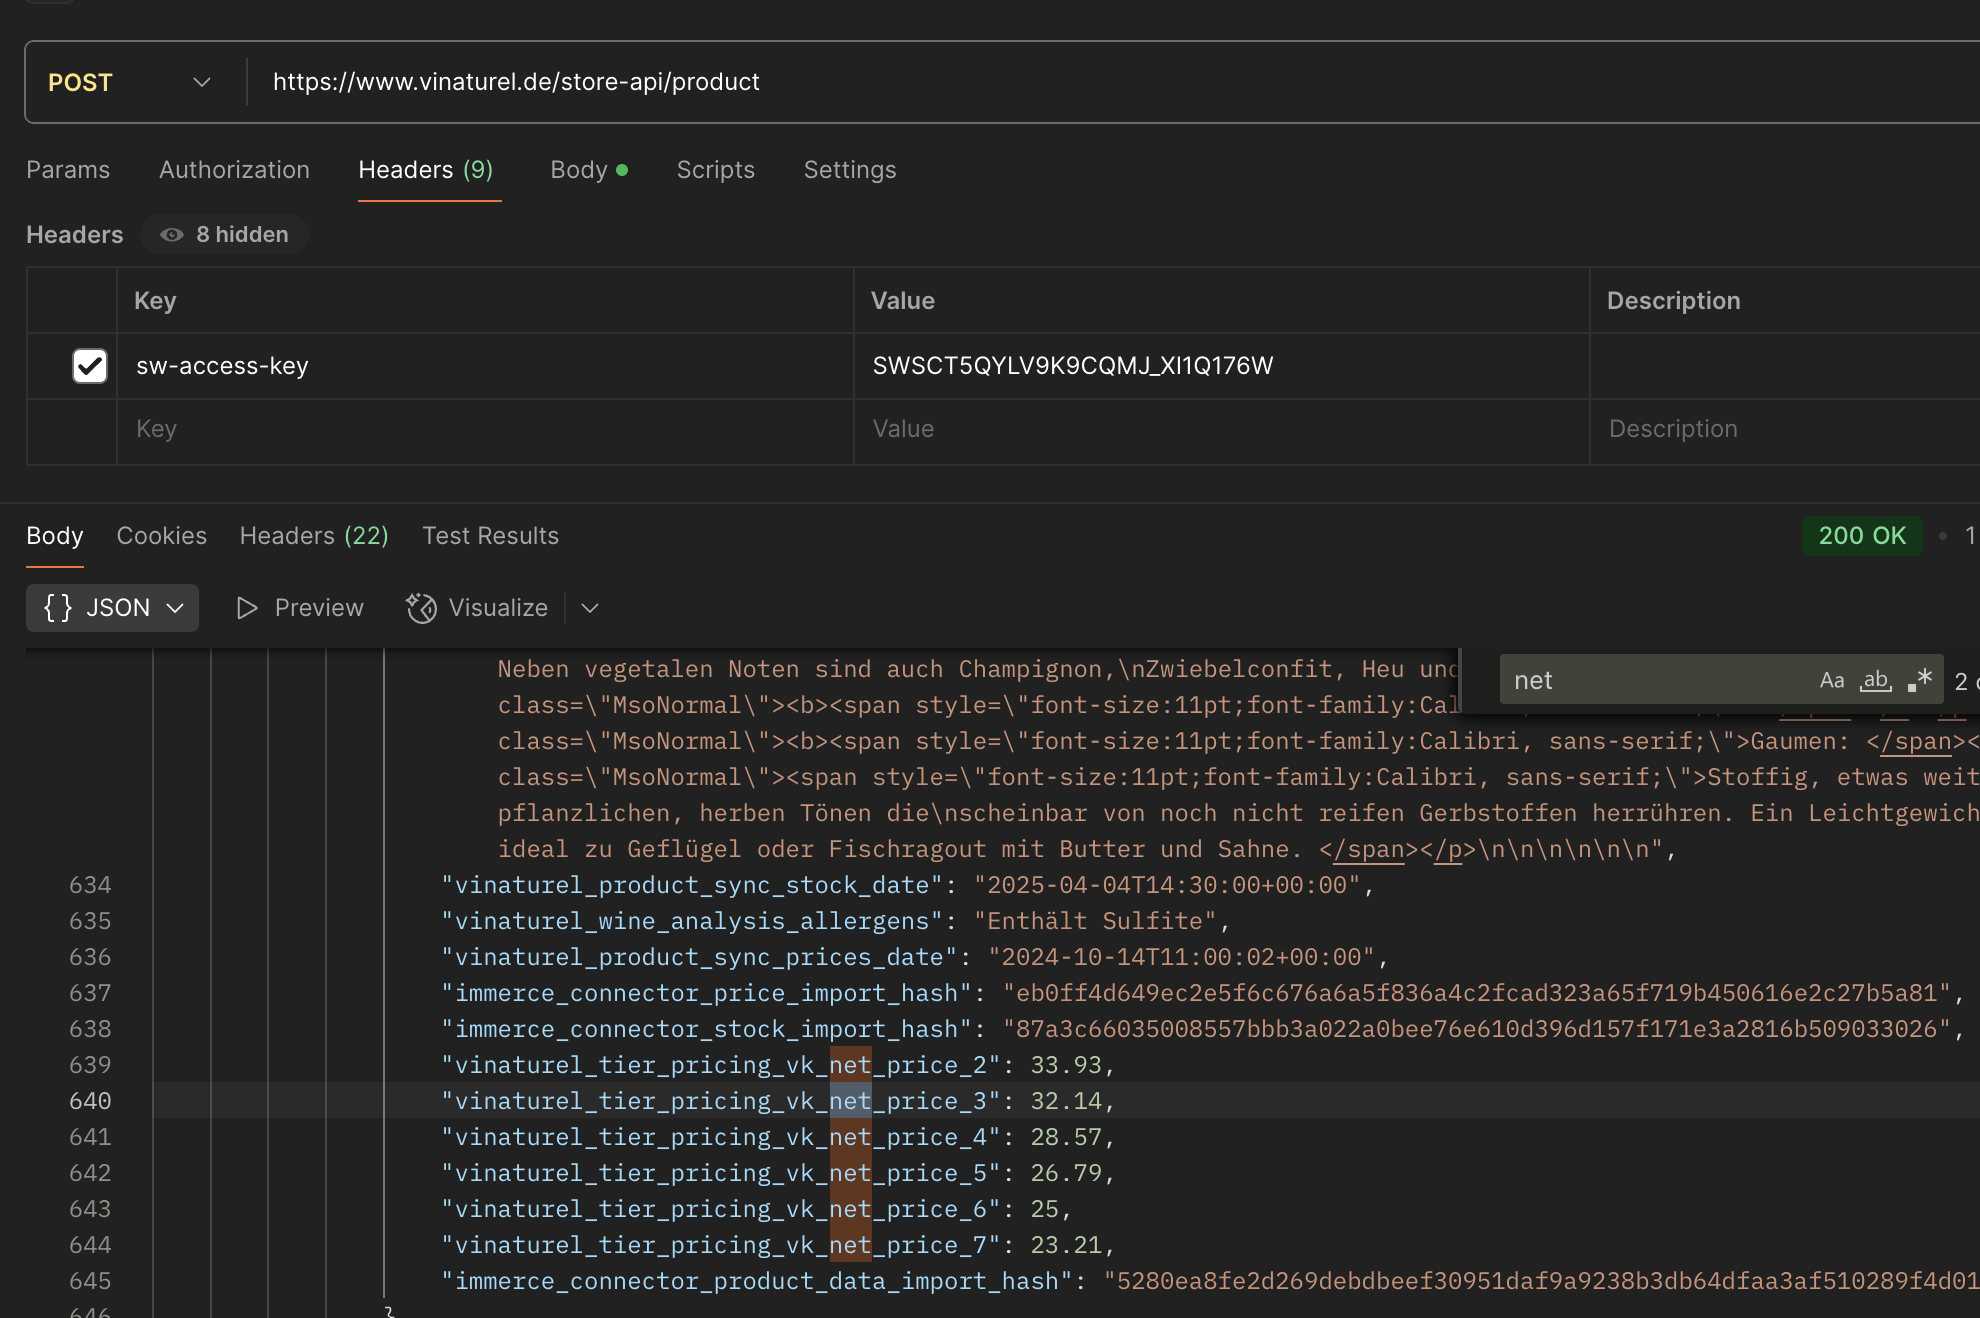 POST
https://www.vinaturel.de/store-api/product
Params Authorization Headers (9) Body Scripts Settings
Headers 8 hidden
Key Value Description
sw-access-key SWSCT5QYLV9K9CQMJ_XI1Q176W
Key Value Description
Body Cookies Headers (22) Test Results 200 OK • 1
{} JSON Preview Visualize
net Aa ab .* 2
Neben vegetalen Noten sind auch Champignon,\nZwiebelconfit, Heu und
class=\"MsoNormal\"><b><span style=\"font-size:11pt;font-family:Cal
class=\"MsoNormal\"><b><span style=\"font-size:11pt;font-family:Calibri, sans-serif;\">Gaumen: </span><
class=\"MsoNormal\"><span style=\"font-size:11pt;font-family:Calibri, sans-serif;\">Stoffig, etwas weit
pflanzlichen, herben Tönen die\nscheinbar von noch nicht reifen Gerbstoffen herrühren. Ein Leichtgewich
ideal zu Geflügel oder Fischragout mit Butter und Sahne. </span></p>\n\n\n\n\n\n",
634 "vinaturel_product_sync_stock_date": "2025-04-04T14:30:00+00:00",
635 "vinaturel_wine_analysis_allergens": "Enthält Sulfite",
636 "vinaturel_product_sync_prices_date": "2024-10-14T11:00:02+00:00",
637 "immerce_connector_price_import_hash": "eb0ff4d649ec2e5f6c676a6a5f836a4c2fcad323a65f719b450616e2c27b5a81",
638 "immerce_connector_stock_import_hash": "87a3c66035008557bbb3a022a0bee76e610d396d157f171e3a2816b509033026",
639 "vinaturel_tier_pricing_vk_net_price_2": 33.93,
640 "vinaturel_tier_pricing_vk_net_price_3": 32.14,
641 "vinaturel_tier_pricing_vk_net_price_4": 28.57,
642 "vinaturel_tier_pricing_vk_net_price_5": 26.79,
643 "vinaturel_tier_pricing_vk_net_price_6": 25,
644 "vinaturel_tier_pricing_vk_net_price_7": 23.21,
645 "immerce_connector_product_data_import_hash": "5280ea8fe2d269debdbeef30951daf9a9238b3db64dfaa3af510289f4d01
646 }